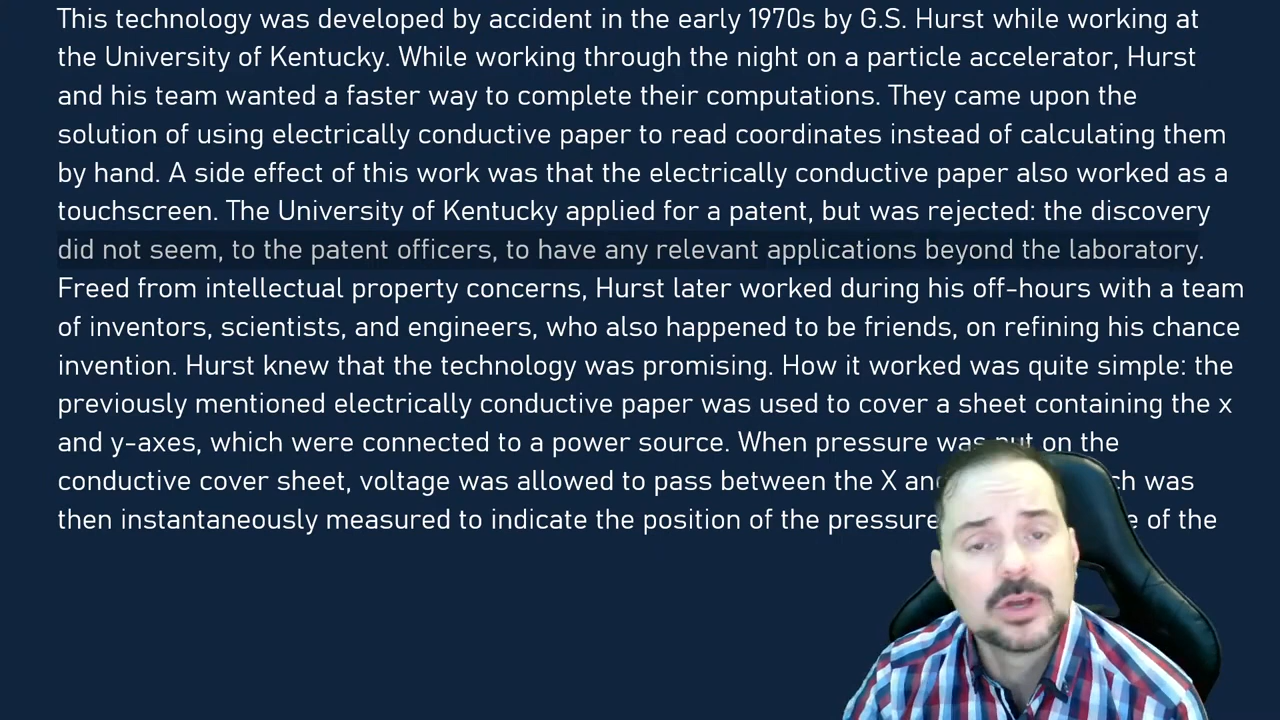 This technology was developed by accident in the early 1970s by G.S. Hurst while working at
the University of Kentucky. While working through the night on a particle accelerator, Hurst
and his team wanted a faster way to complete their computations. They came upon the
solution of using electrically conductive paper to read coordinates instead of calculating them
by hand. A side effect of this work was that the electrically conductive paper also worked as a
touchscreen. The University of Kentucky applied for a patent, but was rejected: the discovery
did not seem, to the patent officers, to have any relevant applications beyond the laboratory.
Freed from intellectual property concerns, Hurst later worked during his off-hours with a team
of inventors, scientists, and engineers, who also happened to be friends, on refining his chance
invention. Hurst knew that the technology was promising. How it worked was quite simple: the
previously mentioned electrically conductive paper was used to cover a sheet containing the x
and y-axes, which were connected to a power source. When pressure was put on the
conductive cover sheet, voltage was allowed to pass between the X was
then instantaneously measured to indicate the position of the pressure of the